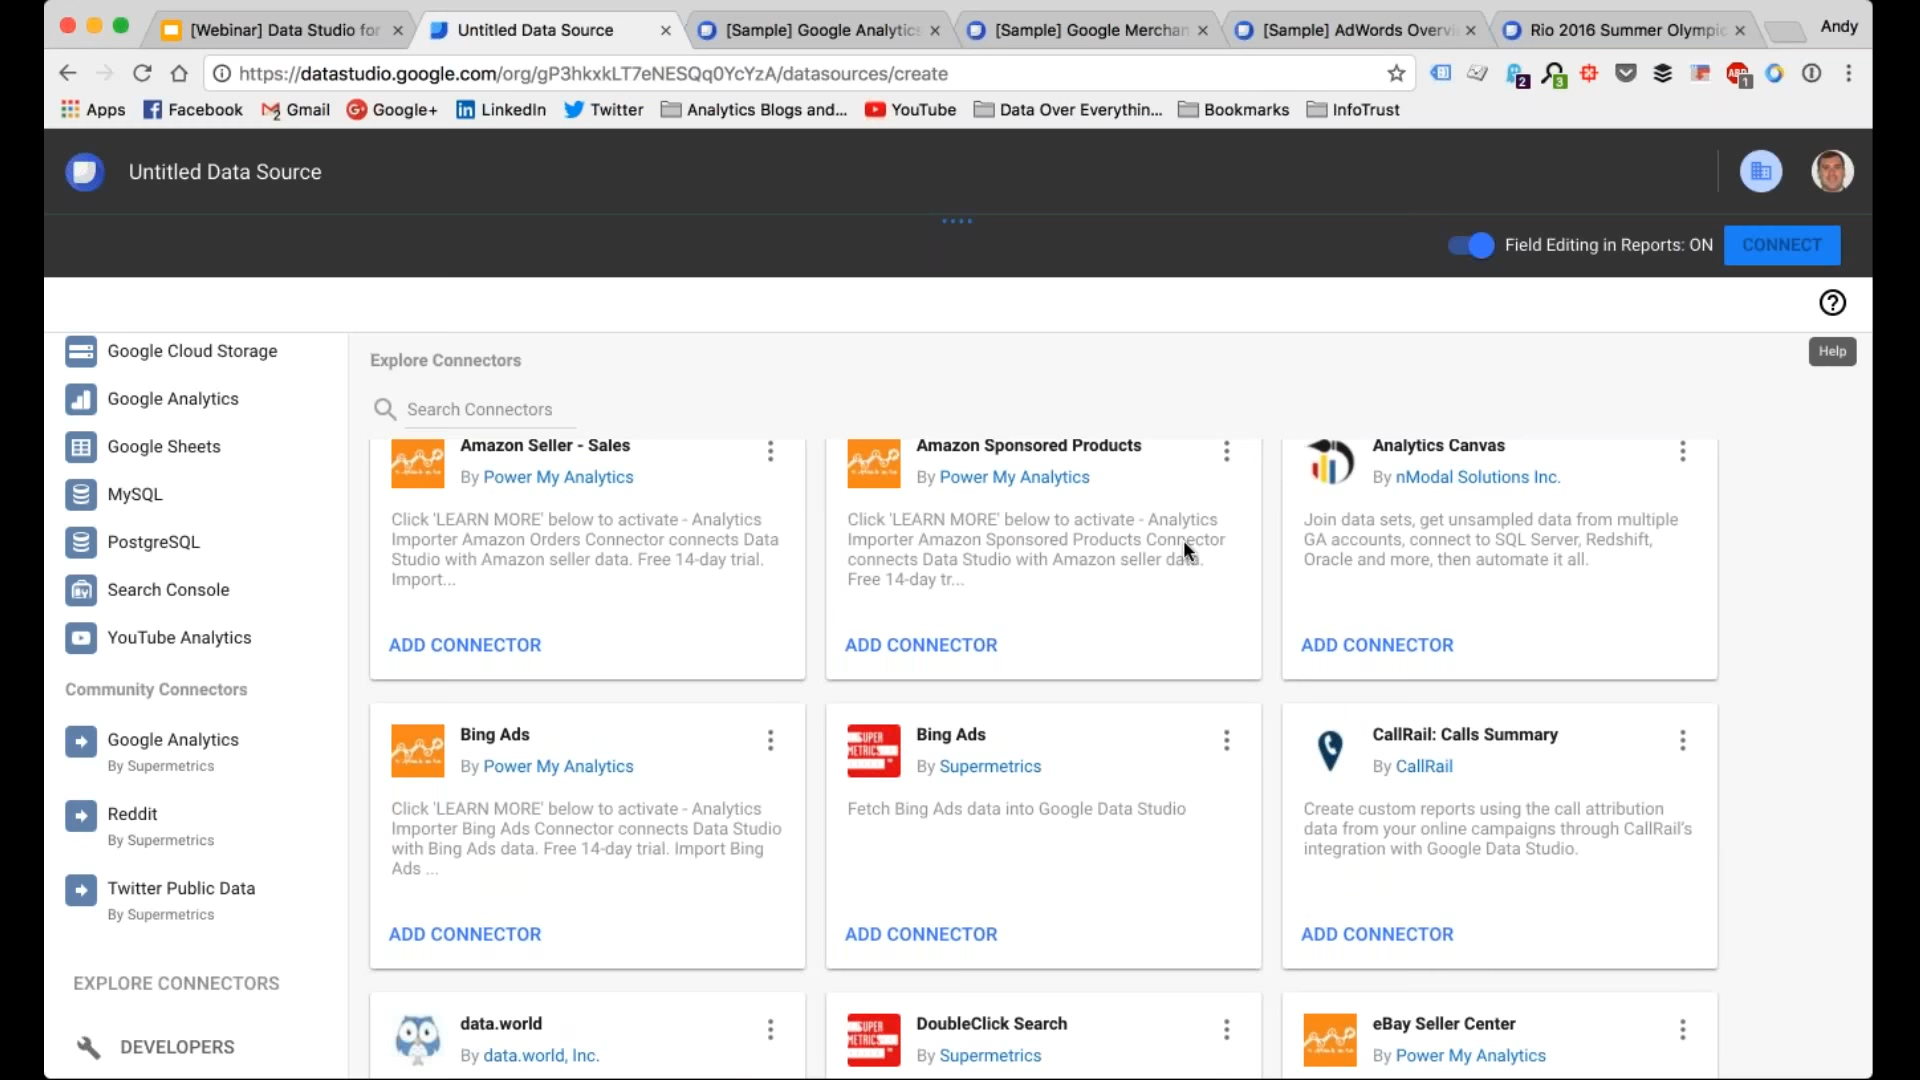 [Webinar] Data Studio for
Untitled Data Source
[Sample] Google Analytics
[Sample] Google Merchan
[Sample] AdWords Overvi
Rio 2016 Summer Olympic
Andy
https://datastudio.google.com/org/gP3hkxkLT7eNESQq0YcYzA/datasources/create
2
3
ABP
1
Apps
Facebook
Gmail
Google+
LinkedIn
Twitter
Analytics Blogs and...
YouTube
Data Over Everythin...
Bookmarks
InfoTrust
Untitled Data Source
Field Editing in Reports: ON
CONNECT
Help
Google Cloud Storage
Google Analytics
Google Sheets
MySQL
PostgreSQL
Search Console
YouTube Analytics
Community Connectors
Google Analytics
By Supermetrics
Reddit
By Supermetrics
Twitter Public Data
By Supermetrics
EXPLORE CONNECTORS
DEVELOPERS
Explore Connectors
Search Connectors
Amazon Seller - Sales
By Power My Analytics
Click 'LEARN MORE' below to activate - Analytics
Importer Amazon Orders Connector connects Data
Studio with Amazon seller data. Free 14-day trial.
Import...
ADD CONNECTOR
Amazon Sponsored Products
By Power My Analytics
Click 'LEARN MORE' below to activate - Analytics
Importer Amazon Sponsored Products Connector
connects Data Studio with Amazon seller data.
Free 14-day tr...
ADD CONNECTOR
Analytics Canvas
By nModal Solutions Inc.
Join data sets, get unsampled data from multiple
GA accounts, connect to SQL Server, Redshift,
Oracle and more, then automate it all.
ADD CONNECTOR
Bing Ads
By Power My Analytics
Click 'LEARN MORE' below to activate - Analytics
Importer Bing Ads Connector connects Data Studio
with Bing Ads data. Free 14-day trial. Import Bing
Ads ...
ADD CONNECTOR
SUPER
METRICS
Bing Ads
By Supermetrics
Fetch Bing Ads data into Google Data Studio
ADD CONNECTOR
CallRail: Calls Summary
By CallRail
Create custom reports using the call attribution
data from your online campaigns through CallRail's
integration with Google Data Studio.
ADD CONNECTOR
data.world
By data.world, Inc.
SUPER
METRICS
DoubleClick Search
By Supermetrics
eBay Seller Center
By Power My Analytics